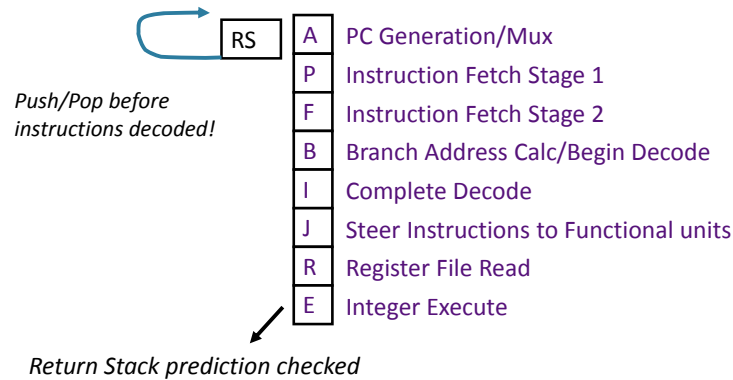 RS A PC Generation/Mux
P Instruction Fetch Stage 1
Push/Pop before
instructions decoded!
F Instruction Fetch Stage 2
B Branch Address Calc/Begin Decode
I Complete Decode
J Steer Instructions to Functional units
R Register File Read
E Integer Execute
Return Stack prediction checked